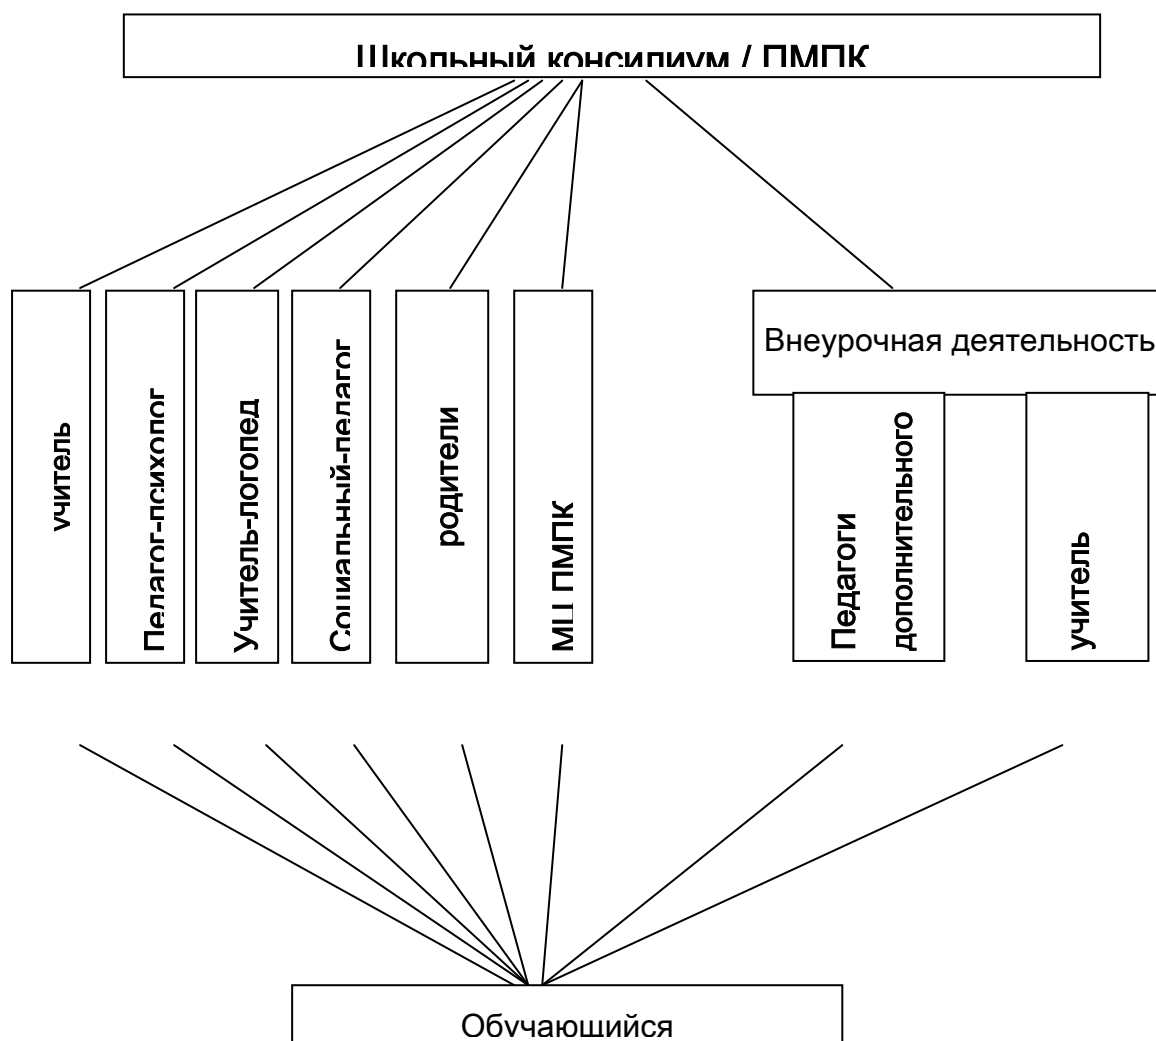 Школьный консилиум / ПМПК
учитель
Педагог-психолог
Учитель-логопед
Социальный-педагог
родители
МЦ ПМПК
Внеурочная деятельность
Педагоги
дополнительного
учитель
Обучающийся